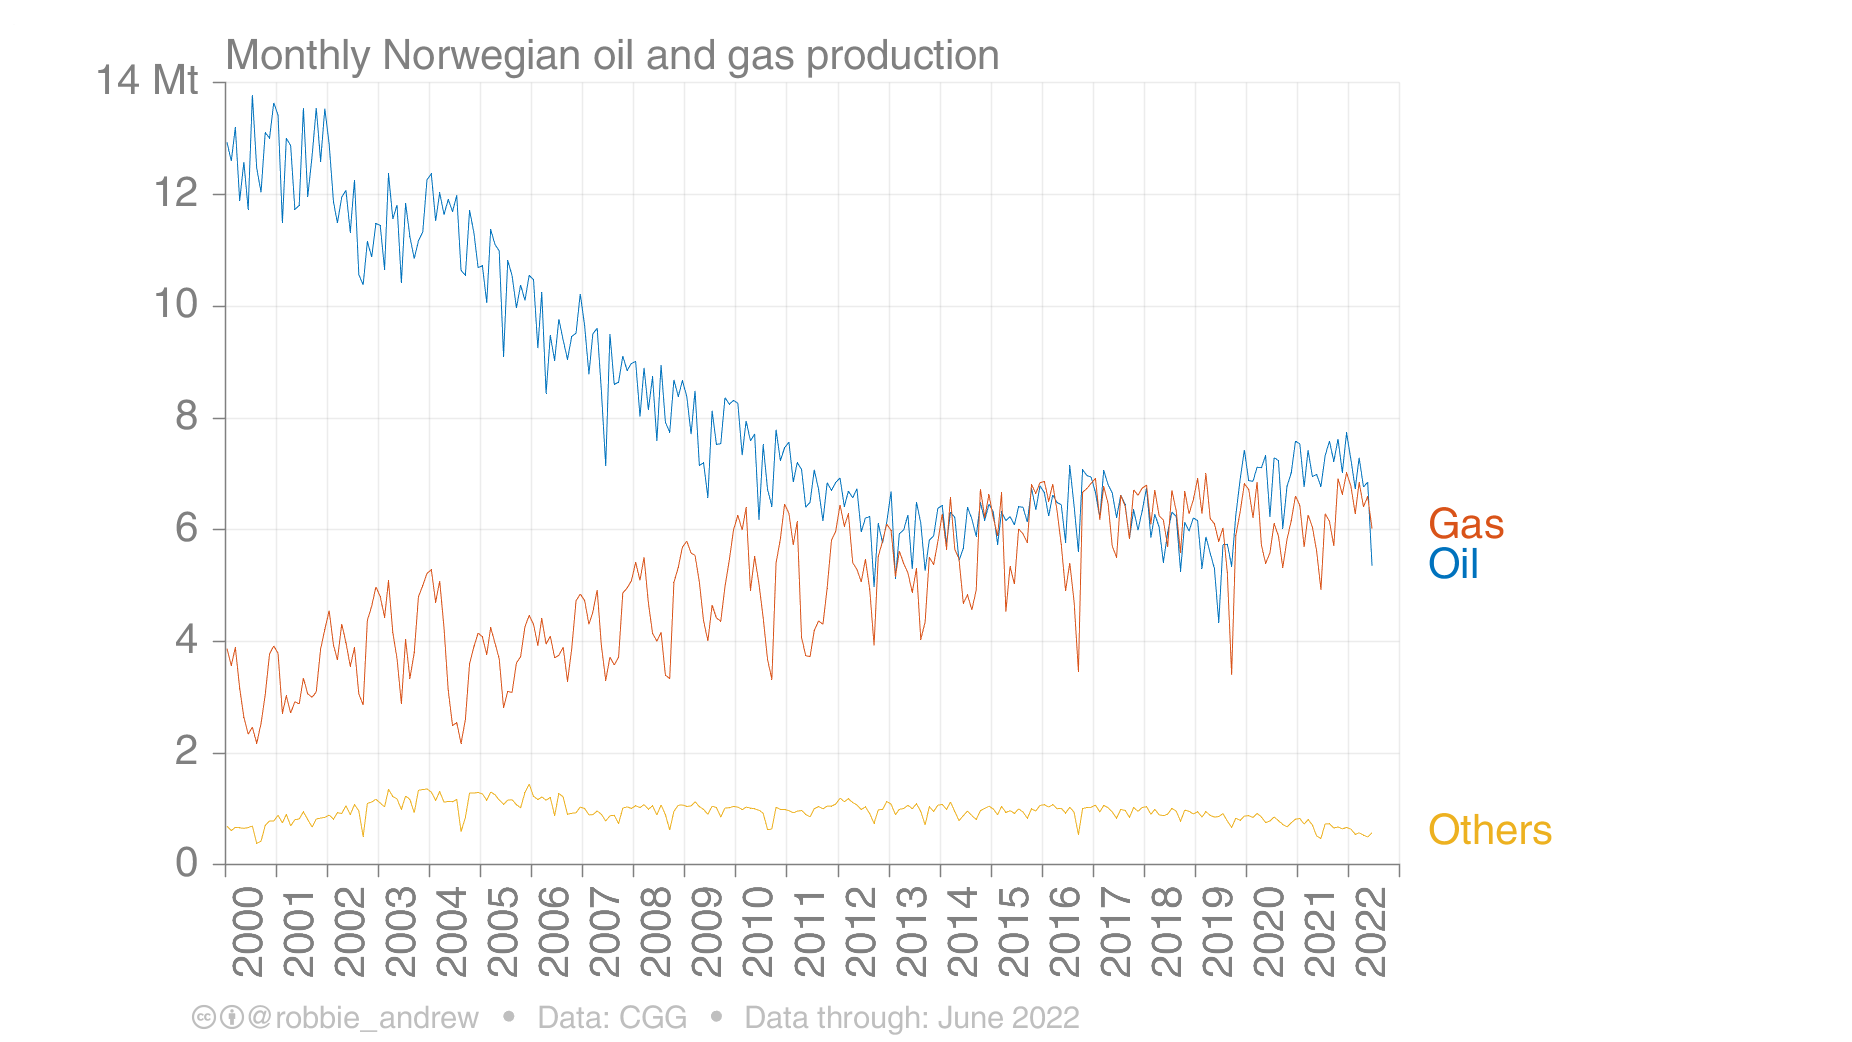 Monthly Norwegian oil and gas production
14 Mt
12
10
8
6
4
2
0
Gas
Oil
Others
2000 2001 2002 2003 2004 2005 2006 2007 2008 2009 2010 2011 2012 2013 2014 2015 2016 2017 2018 2019 2020 2021 2022
@robbie_andrew • Data: CGG • Data through: June 2022